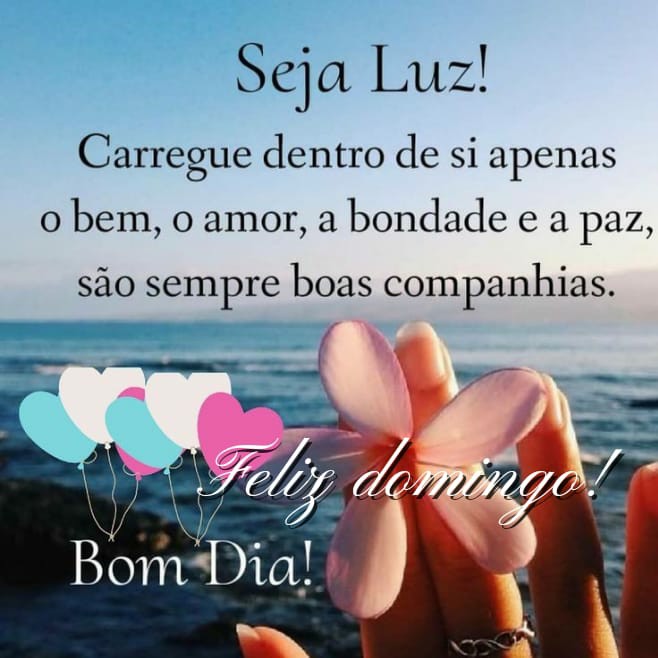 Seja Luz!
Carregue dentro de si apenas
o bem, o amor, a bondade e a paz,
são sempre boas companhias.
Feliz domingo!
Bom Dia!